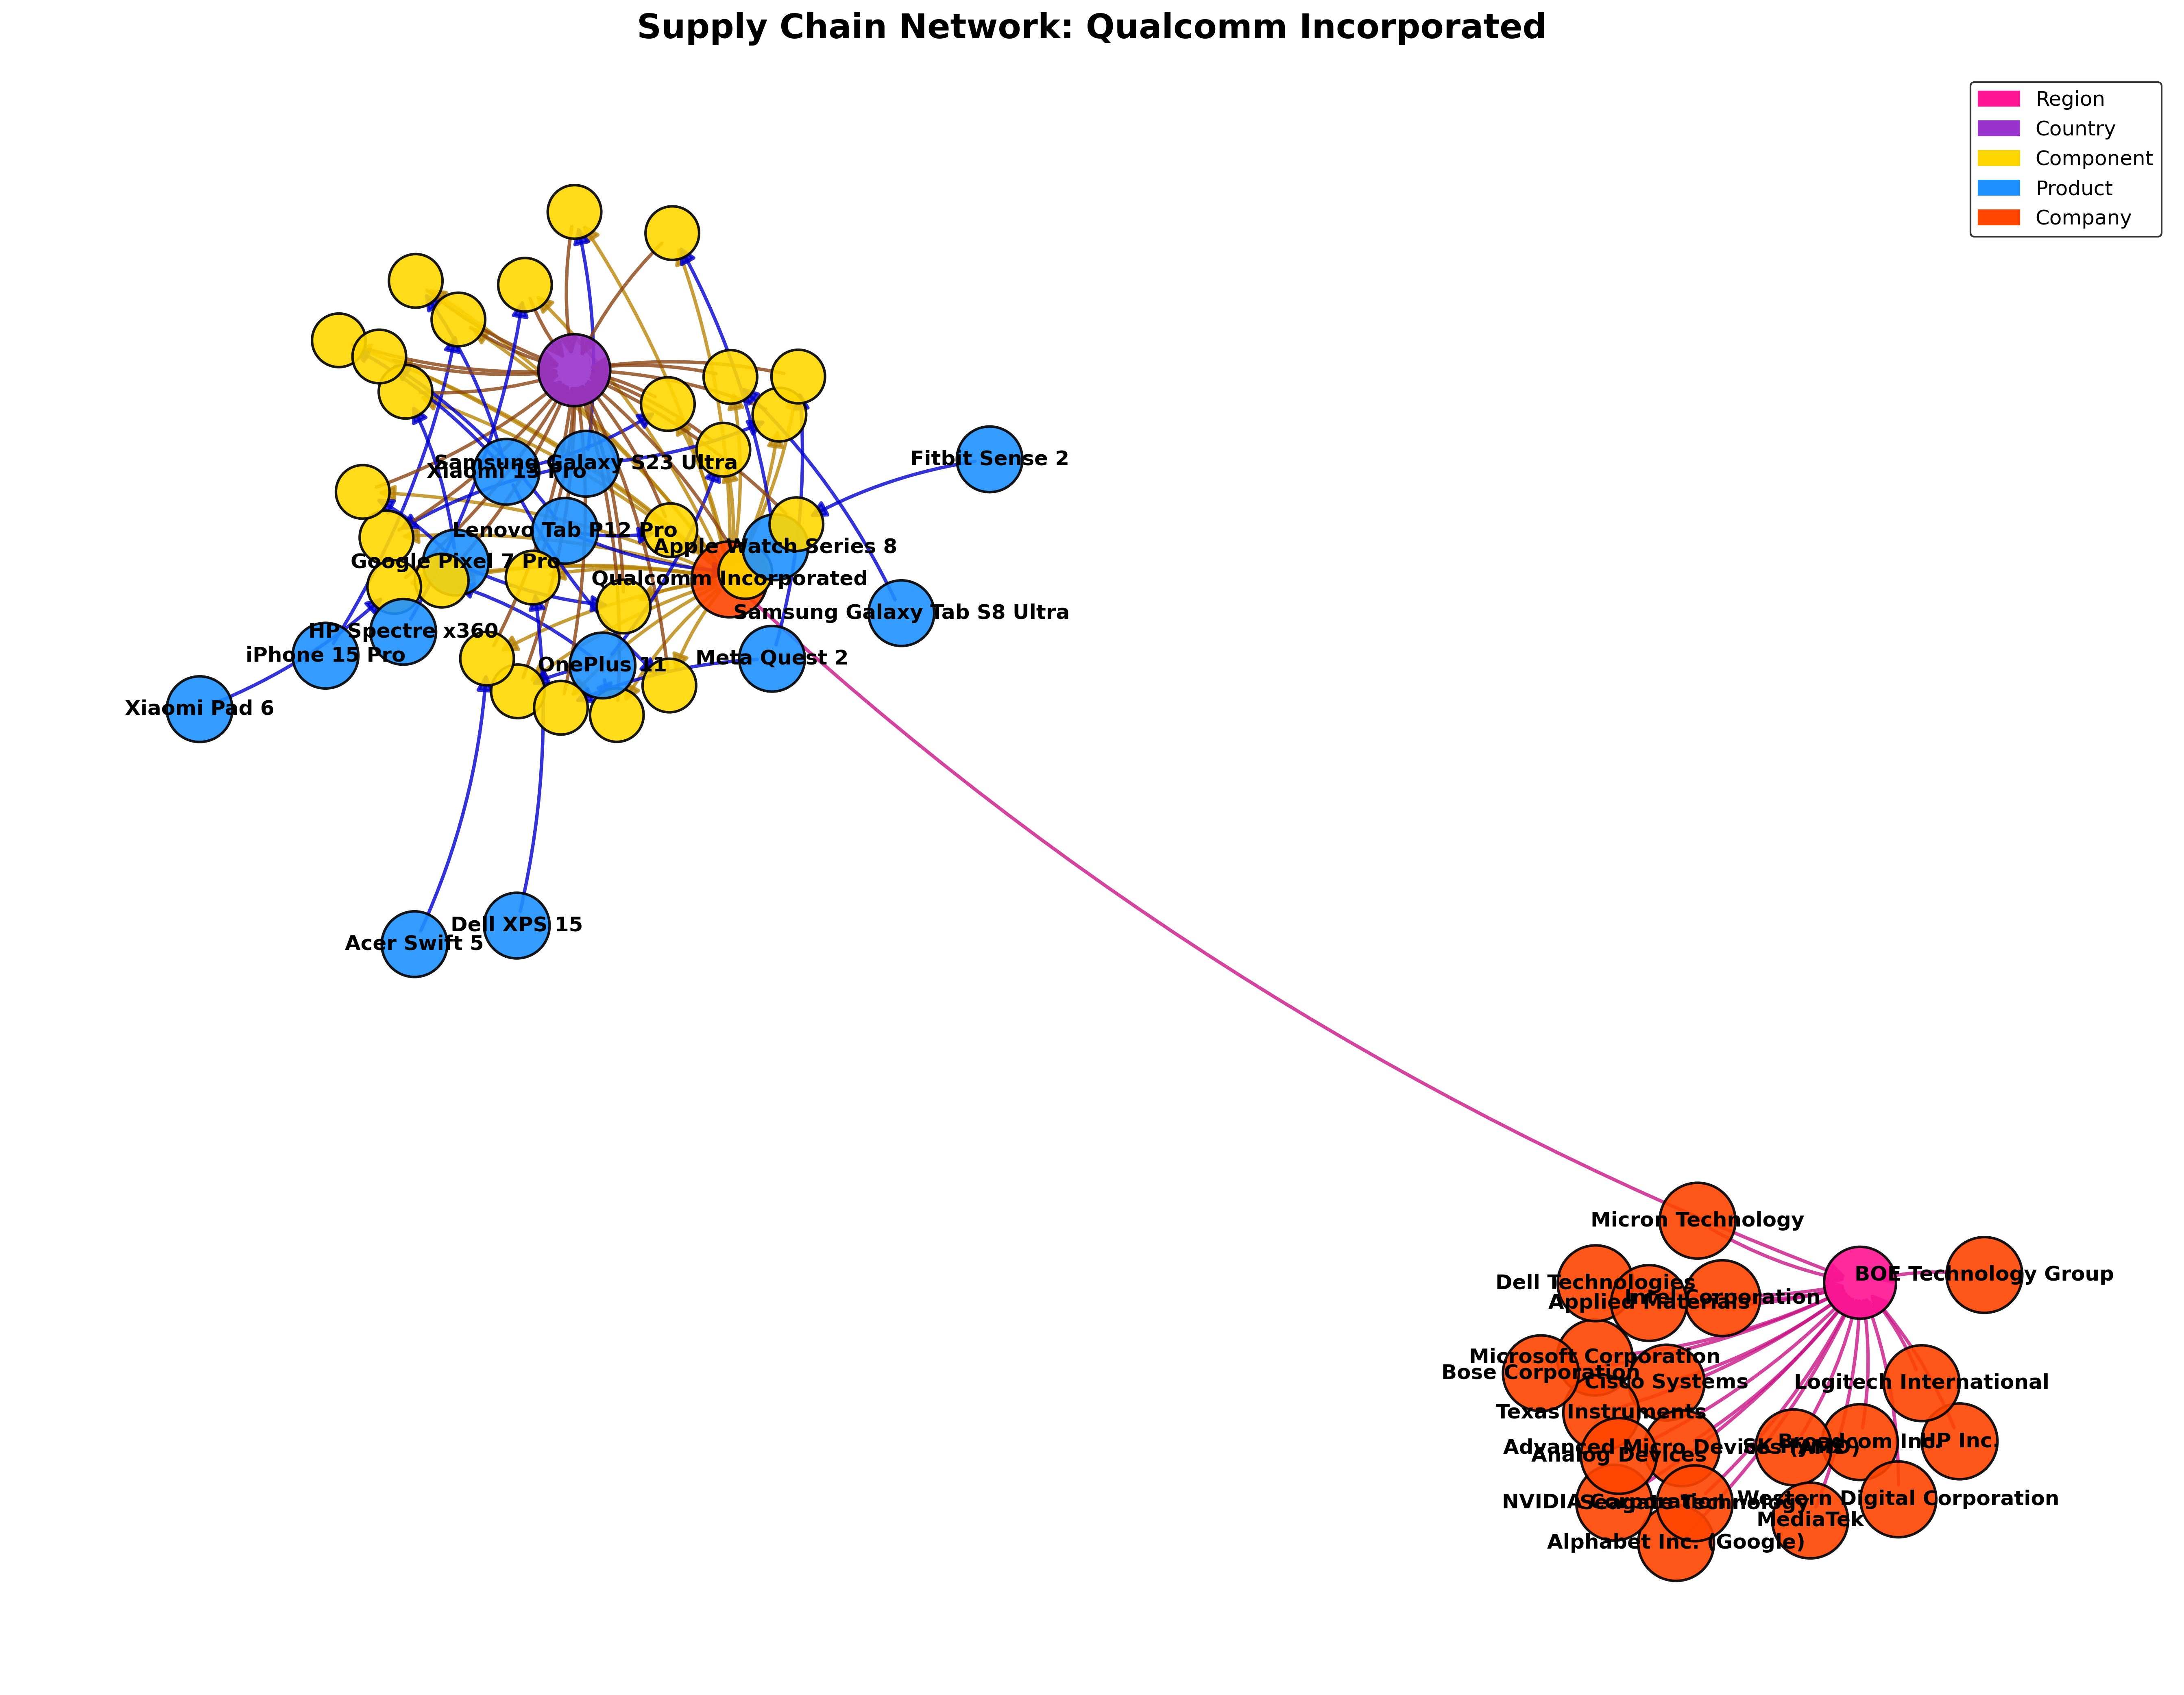 Supply Chain Network: Qualcomm Incorporated
Region
Country
Component
Product
Company
Fitbit Sense 2
Samsung Galaxy S23 Ultra
Xiaomi 13 Pro
Lenovo Tab P12 Pro
Apple Watch Series 8
Google Pixel 7 Pro
Qualcomm Incorporated
Samsung Galaxy Tab S8 Ultra
HP Spectre x360
iPhone 15 Pro
Meta Quest 2
OnePlus 11
Xiaomi Pad 6
Dell XPS 15
Acer Swift 5
Micron Technology
BOE Technology Group
Dell Technologies
Intel Corporation
Applied Materials
Microsoft Corporation
Bose Corporation
Cisco Systems
Logitech International
Texas Instruments
Advanced Micro Devices (AMD)
SK Hynix
Broadcom Inc.
HP Inc.
Analog Devices
NVIDIA Corporation
Seagate Technology
Western Digital Corporation
MediaTek
Alphabet Inc. (Google)